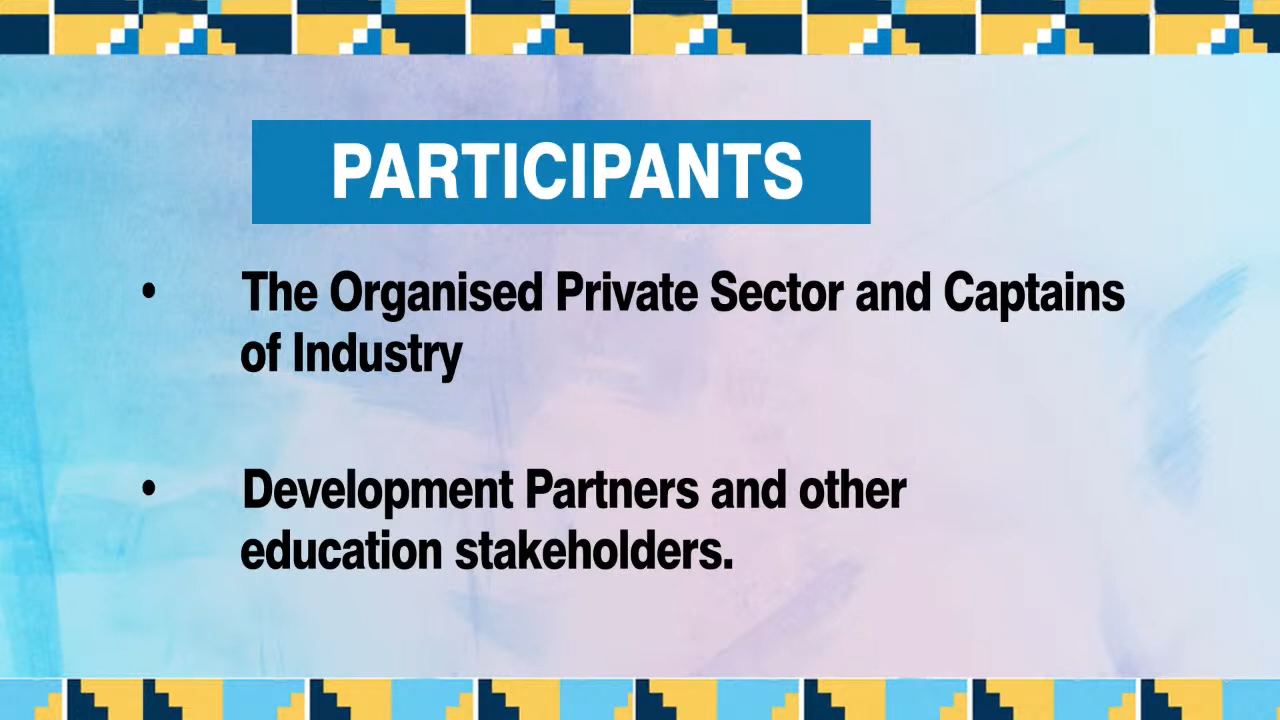 PARTICIPANTS
• The Organised Private Sector and Captains
of Industry
• Development Partners and other
education stakeholders.